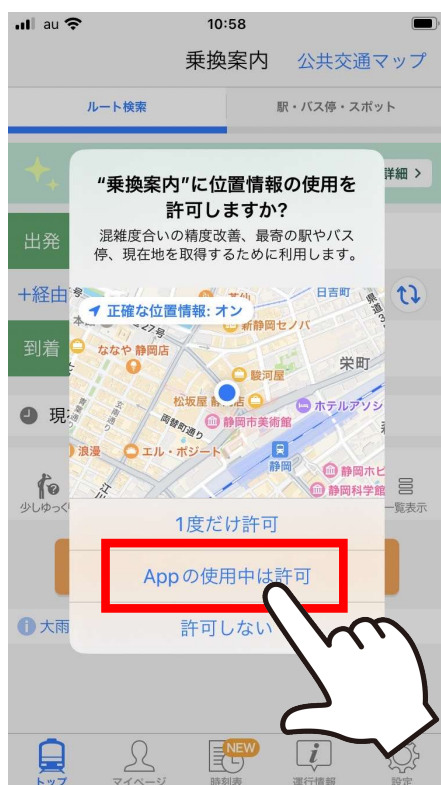 au 10:58
乗換案内 公共交通マップ
ルート検索 駅・バス停・スポット
詳細 >
"乗換案内"に位置情報の使用を
許可しますか?
混雑度合いの精度改善、最寄の駅やバス
停、現在地を取得するために利用します。
出発
+経由
到着
現
正確な位置情報: オン
日吉町
新静岡セノバ
ななや 静岡店
栄町
駿河屋
松坂屋
ホテルアソシ
両替町通り
静岡市美術館
浪漫
エル・ポジート
静岡
静岡ホビ
静岡科学館
少しゆっく
一覧表示
1度だけ許可
Appの使用中は許可
許可しない
大雨
NEW
トップ マイページ 時刻表 運行情報 設定